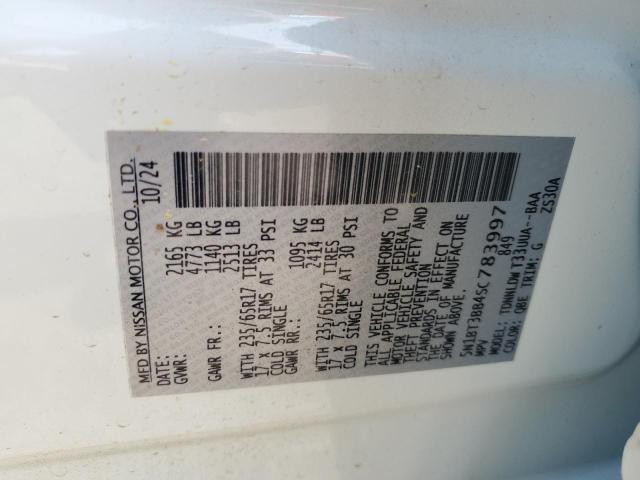 MFD BY NISSAN MOTOR CO., LTD.
DATE: 10/24
GVWR: 2165 KG
4773 LB
GAWR FR.: 1140 KG
2513 LB
WITH 235/65R17 TIRES
17 X 7.5 RIMS AT 33 PSI
COLD SINGLE
GAWR RR.: 1095 KG
2414 LB
WITH 235/65R17 TIRES
17 X 7.5 RIMS AT 30 PSI
COLD SINGLE
THIS VEHICLE CONFORMS TO
ALL APPLICABLE FEDERAL
MOTOR VEHICLE SAFETY AND
THEFT PREVENTION
STANDARDS IN EFFECT ON
THE DATE OF MANUFACTURE
SHOWN ABOVE.
5N1BT3BB4SC783997
MPV 849
MODEL: TDNNLDW T33UUA--BAA
COLOR: QBE TRIM: G ZS30A